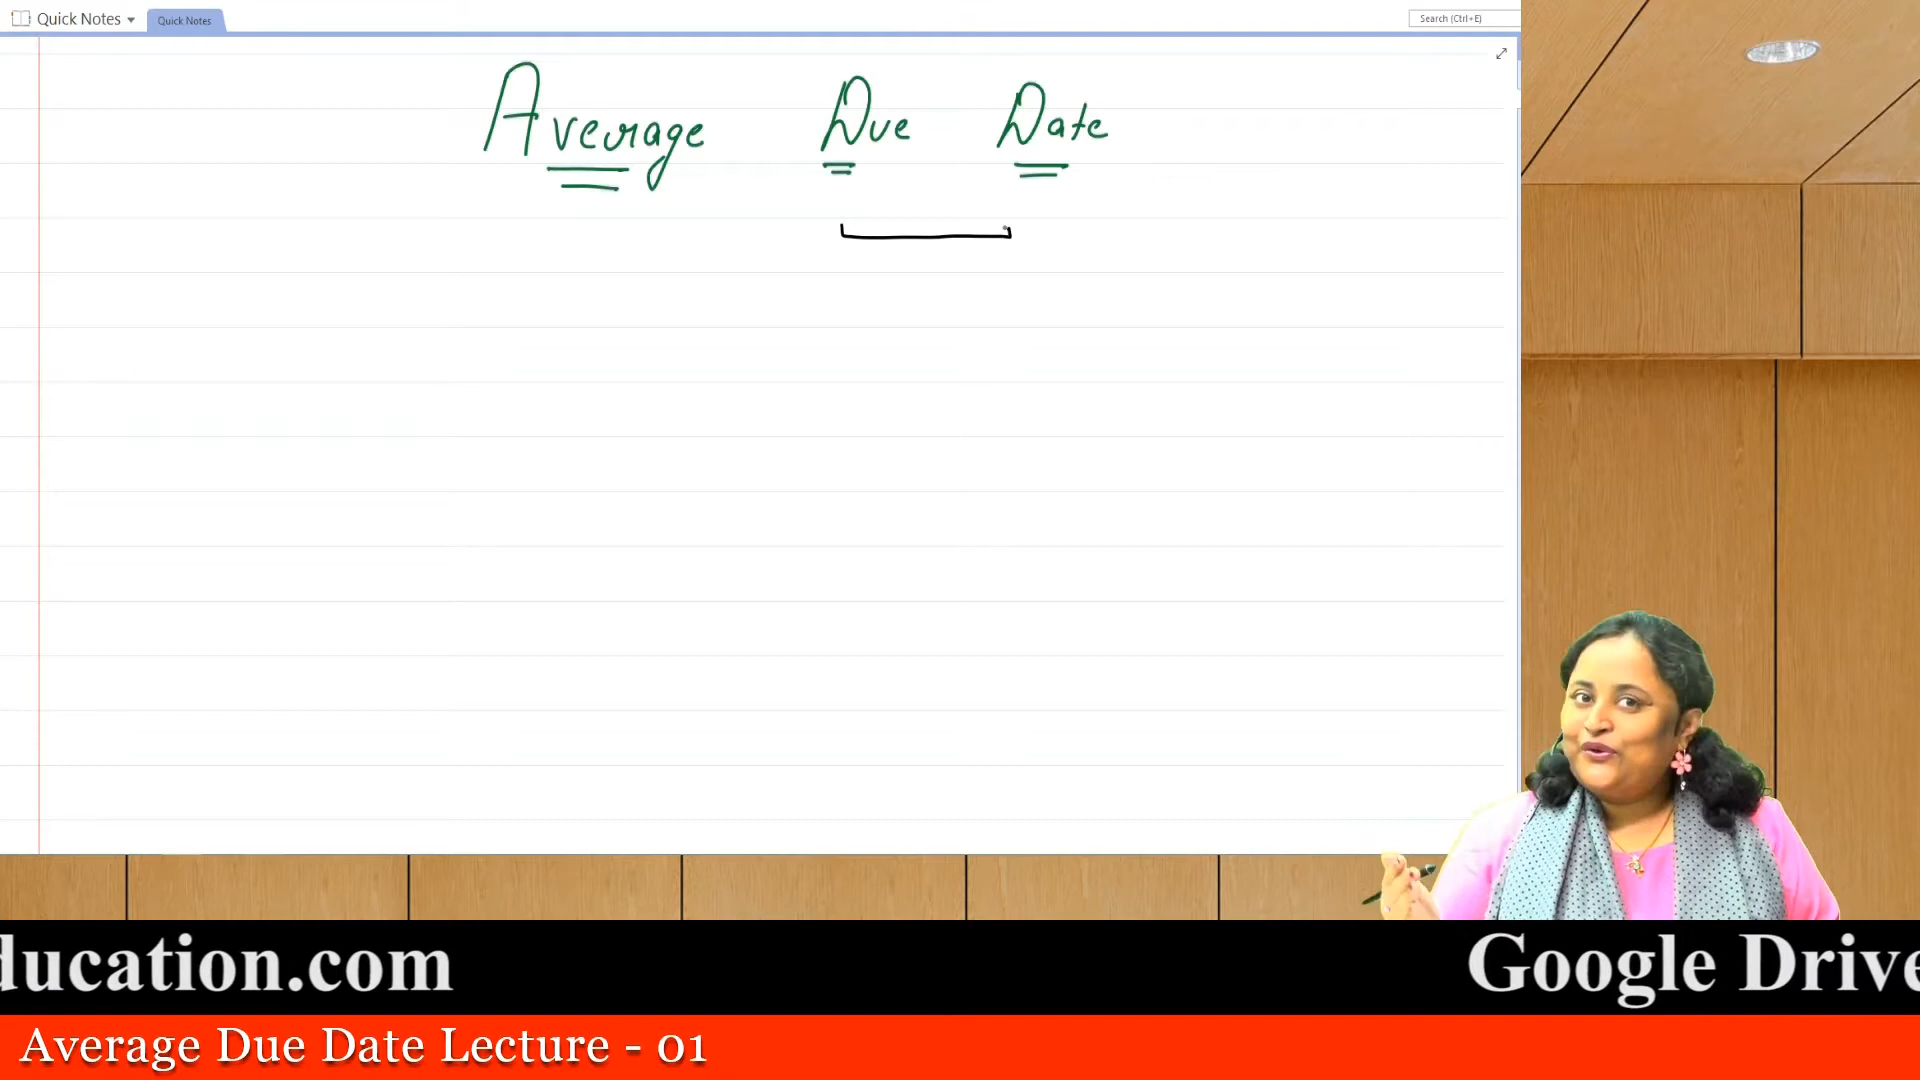 Quick Notes
Quick Notes
Search (Ctrl+E)
Average Due Date
ducation.com
Google Drive
Average Due Date Lecture - 01